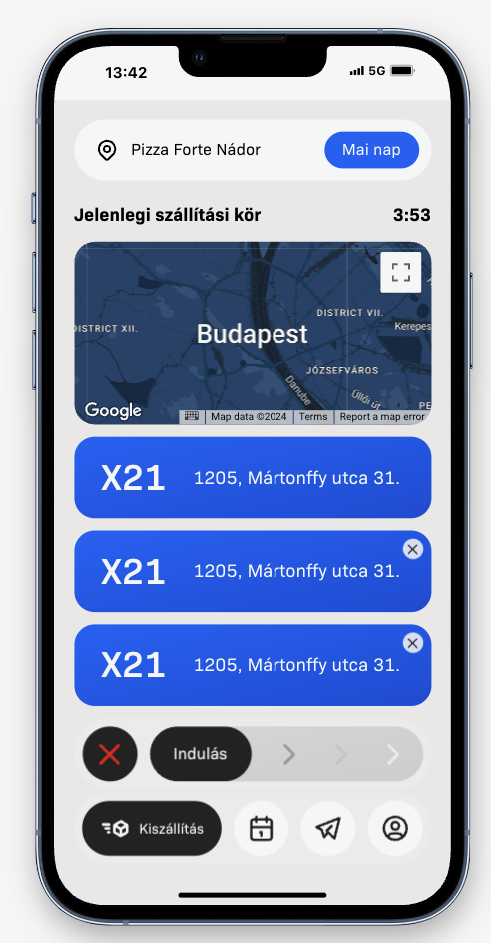 13:42 5G
Pizza Forte Nádor Mai nap
Jelenlegi szállítási kör 3:53
DISTRICT VII.
DISTRICT XII. Budapest Kerepes
JÓZSEFVÁROS
Danube Üllői út
Google Map data ©2024 Terms Report a map error
X21 1205, Mártonffy utca 31.
X21 1205, Mártonffy utca 31.
X21 1205, Mártonffy utca 31.
Indulás
Kiszállítás 1